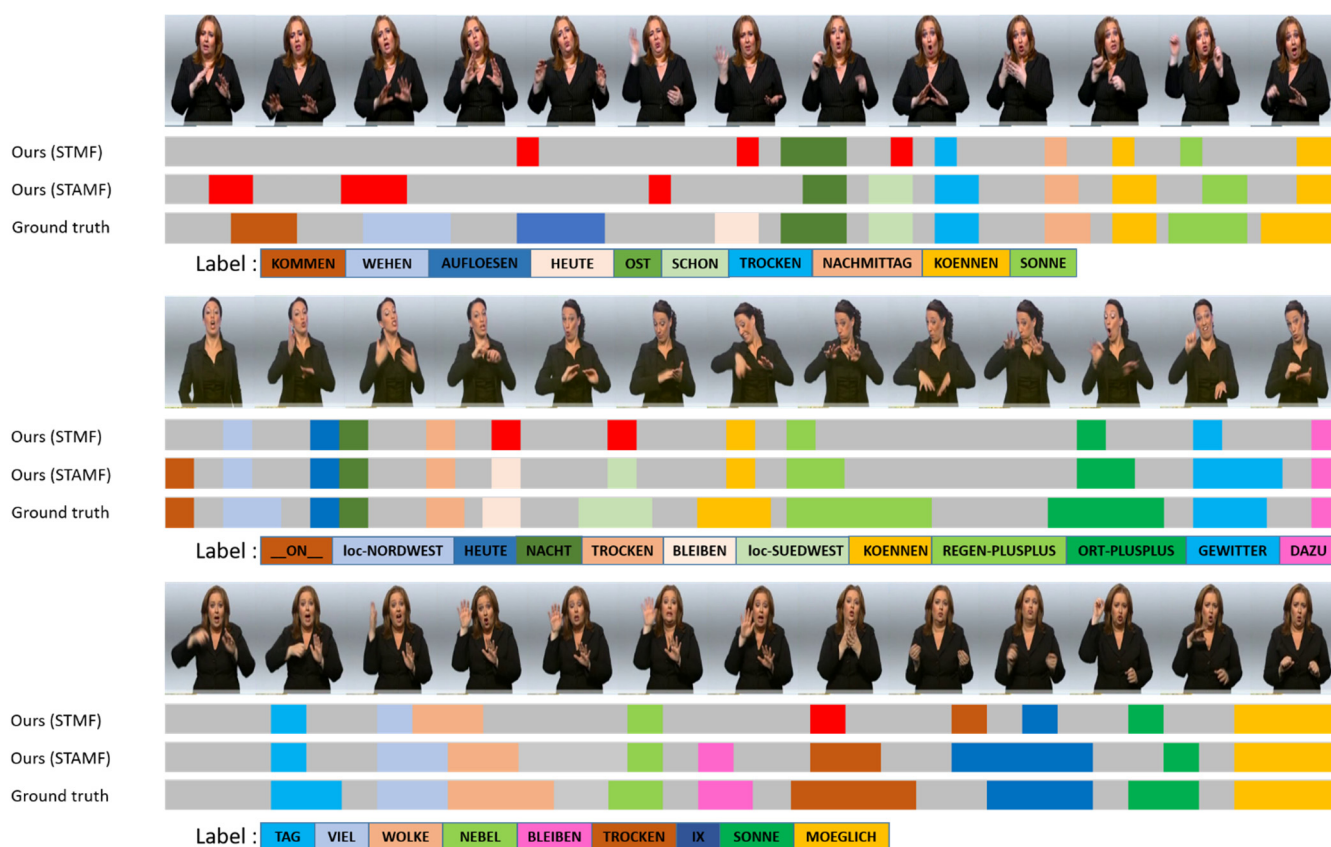 Ours (STMF)
Ours (STAMF)
Ground truth
Label : KOMMEN WEHEN AUFLOESEN HEUTE OST SCHON TROCKEN NACHMITTAG KOENNEN SONNE
Ours (STMF)
Ours (STAMF)
Ground truth
Label : __ON__ loc-NORDWEST HEUTE NACHT TROCKEN BLEIBEN loc-SUEDWEST KOENNEN REGEN-PLUSPLUS ORT-PLUSPLUS GEWITTER DAZU
Ours (STMF)
Ours (STAMF)
Ground truth
Label : TAG VIEL WOLKE NEBEL BLEIBEN TROCKEN IX SONNE MOEGLICH